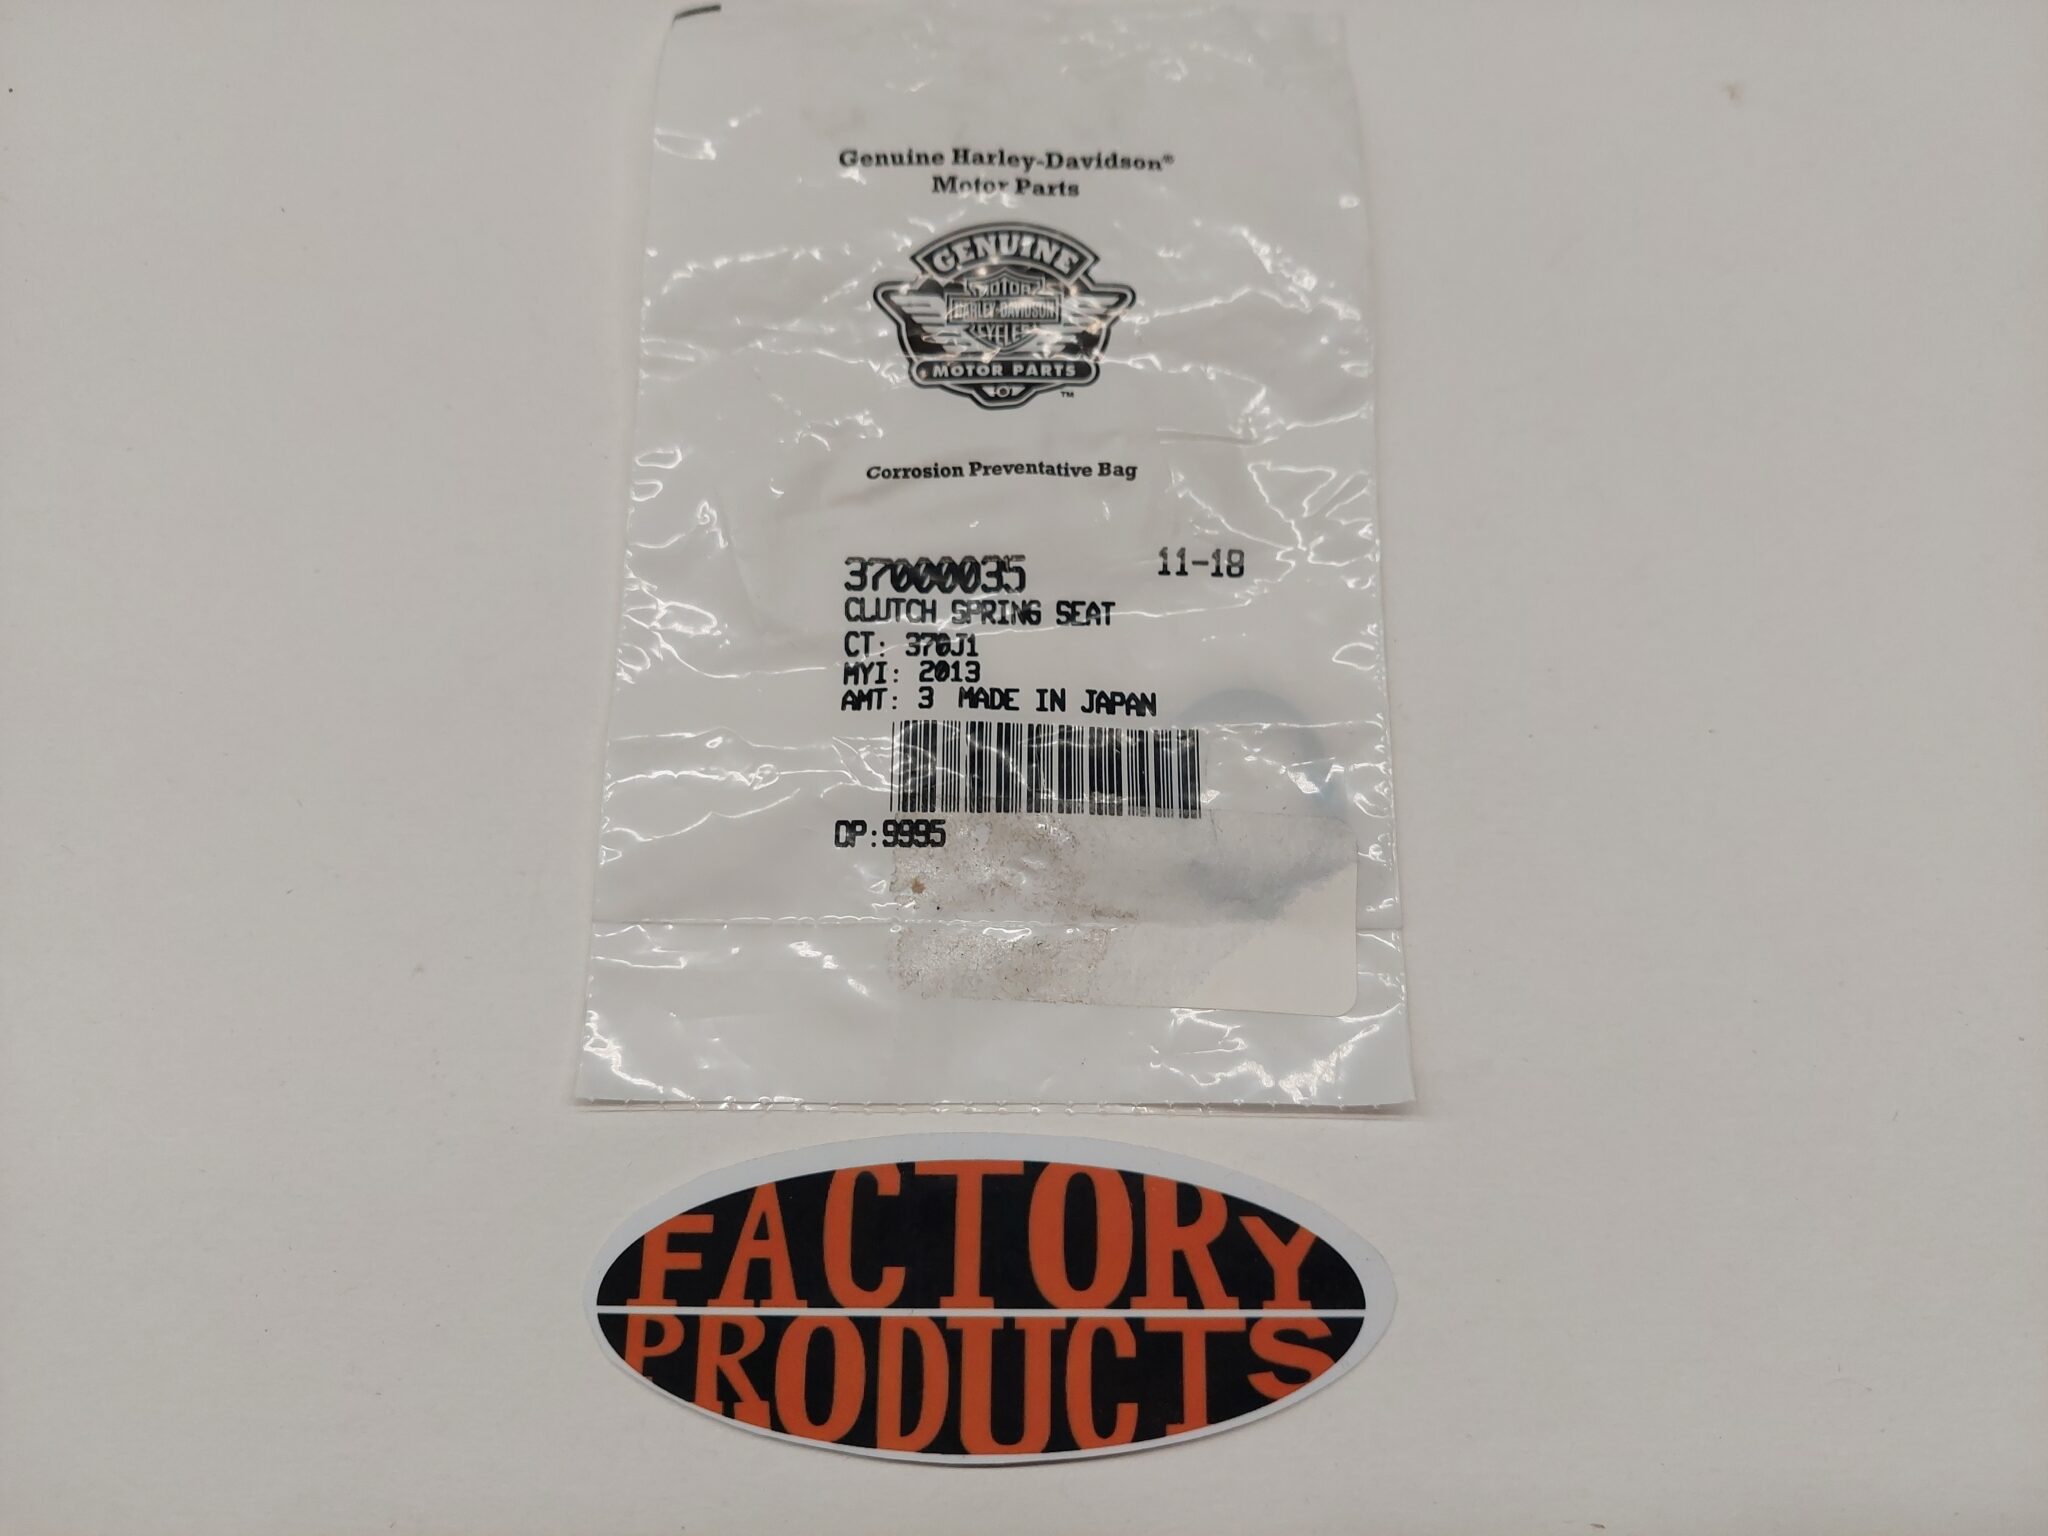 Genuine Harley-Davidson®
Motor Parts
GENUINE
MOTOR
HARLEY-DAVIDSON
CYCLES
MOTOR PARTS
™
Corrosion Preventative Bag
37000035 11-18
CLUTCH SPRING SEAT
CT: 370J1
MYI: 2013
AMT: 3 MADE IN JAPAN
OP:9995
FACTORY
PRODUCTS